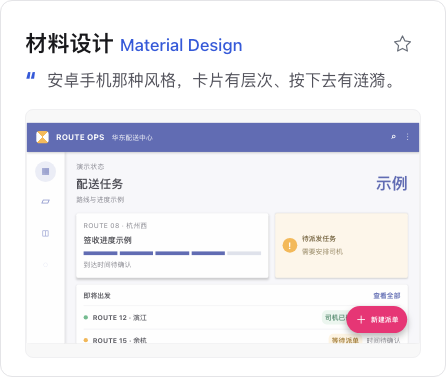 材料设计 Material Design
“ 安卓手机那种风格，卡片有层次、按下去有涟漪。
ROUTE OPS 华东配送中心
演示状态
配送任务
示例
路线与进度示例
ROUTE 08 · 杭州西
签收进度示例
到达时间待确认
!
待派发任务
需要安排司机
即将出发
查看全部
ROUTE 12 · 滨江
司机已
+ 新建派单
ROUTE 15 · 余杭
等待派单 时间待确认